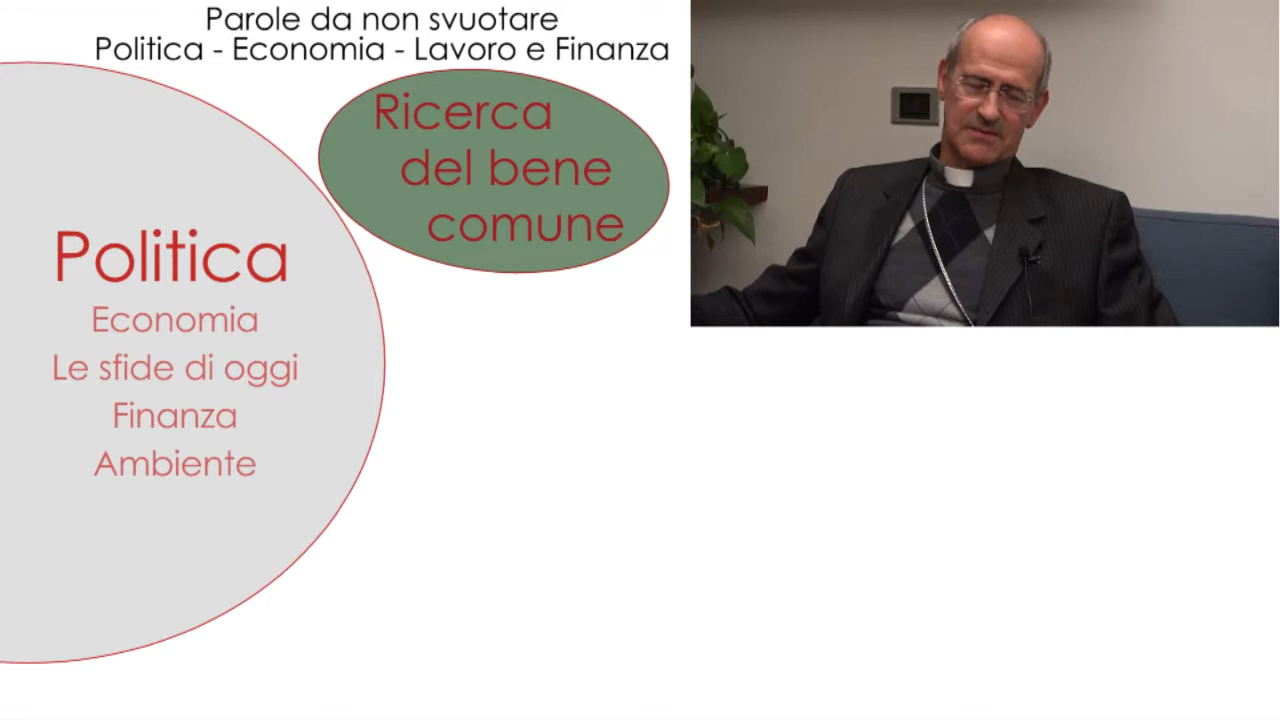 Parole da non svuotare
Politica - Economia - Lavoro e Finanza
Ricerca
del bene
comune
Politica
Economia
Le sfide di oggi
Finanza
Ambiente